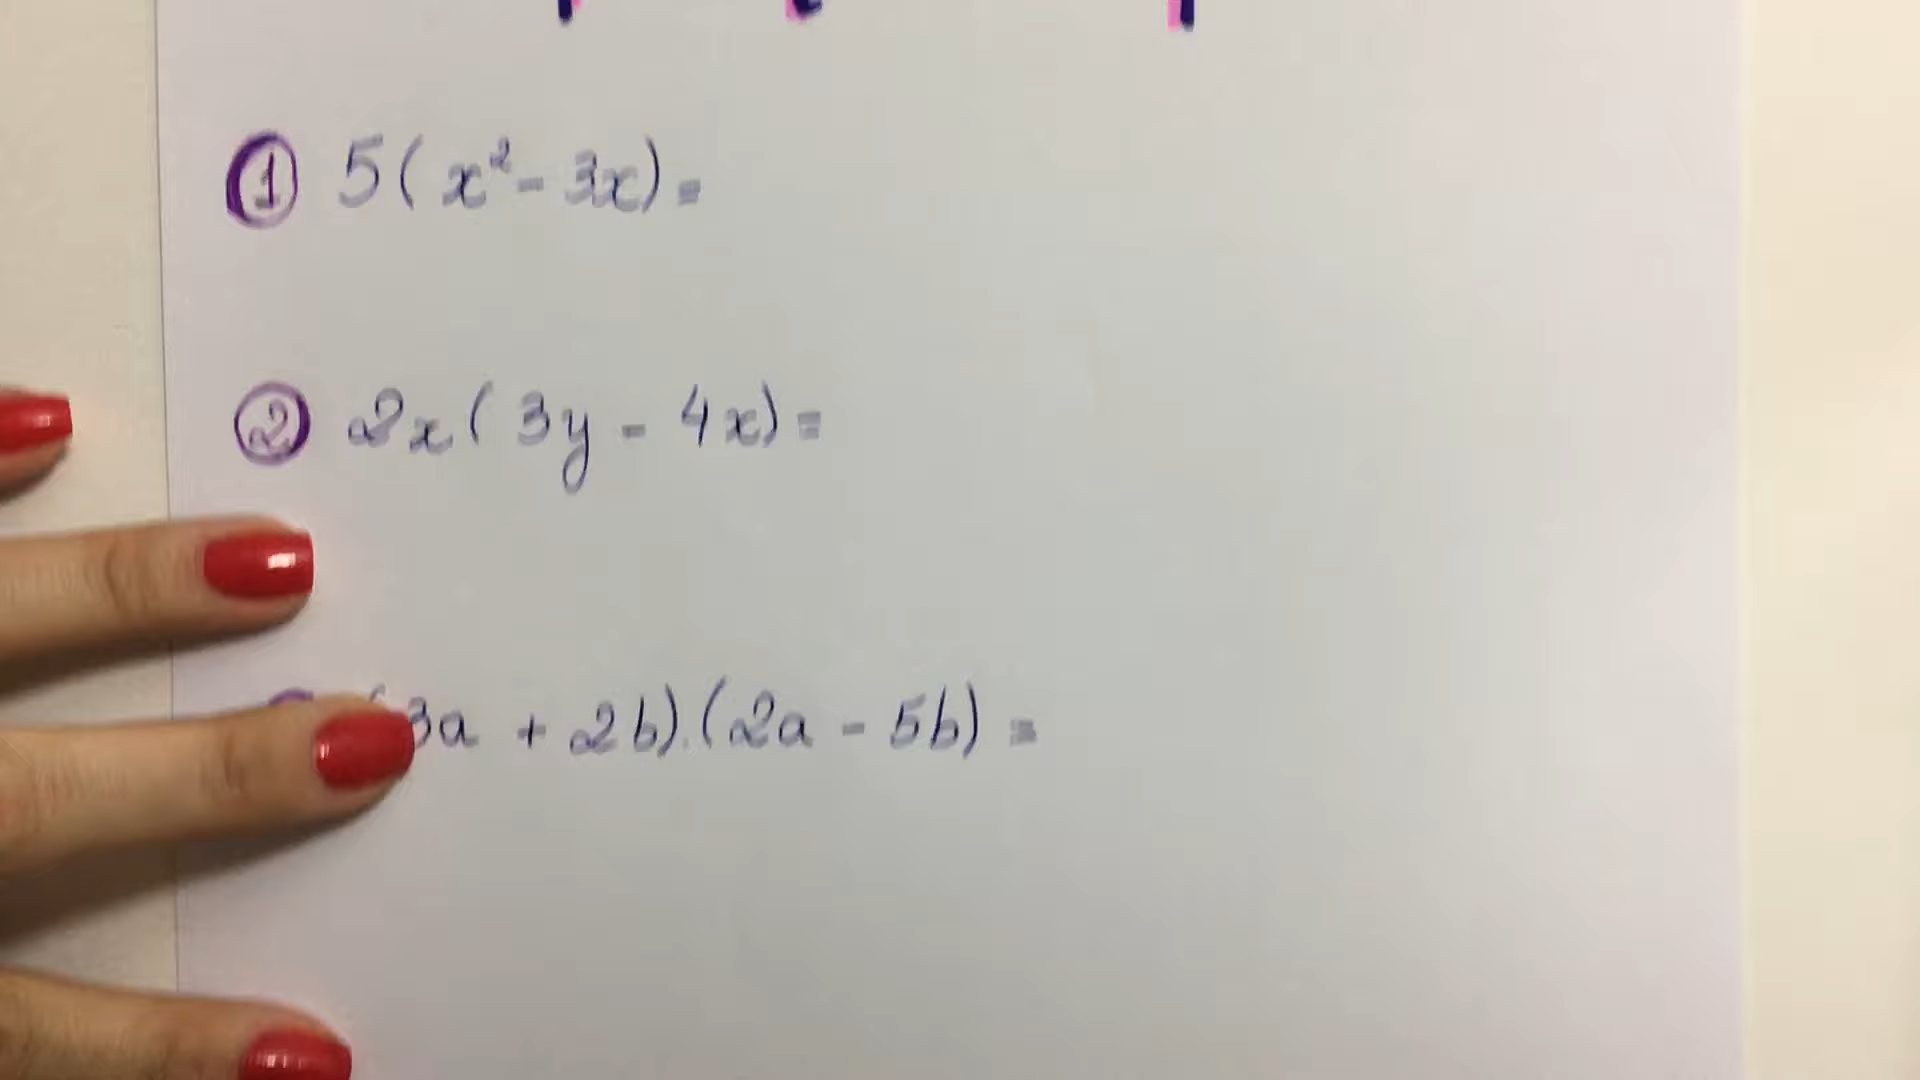 1 5(x² - 3x) =
2 2x(3y - 4x) =
3a + 2b).(2a - 5b) =